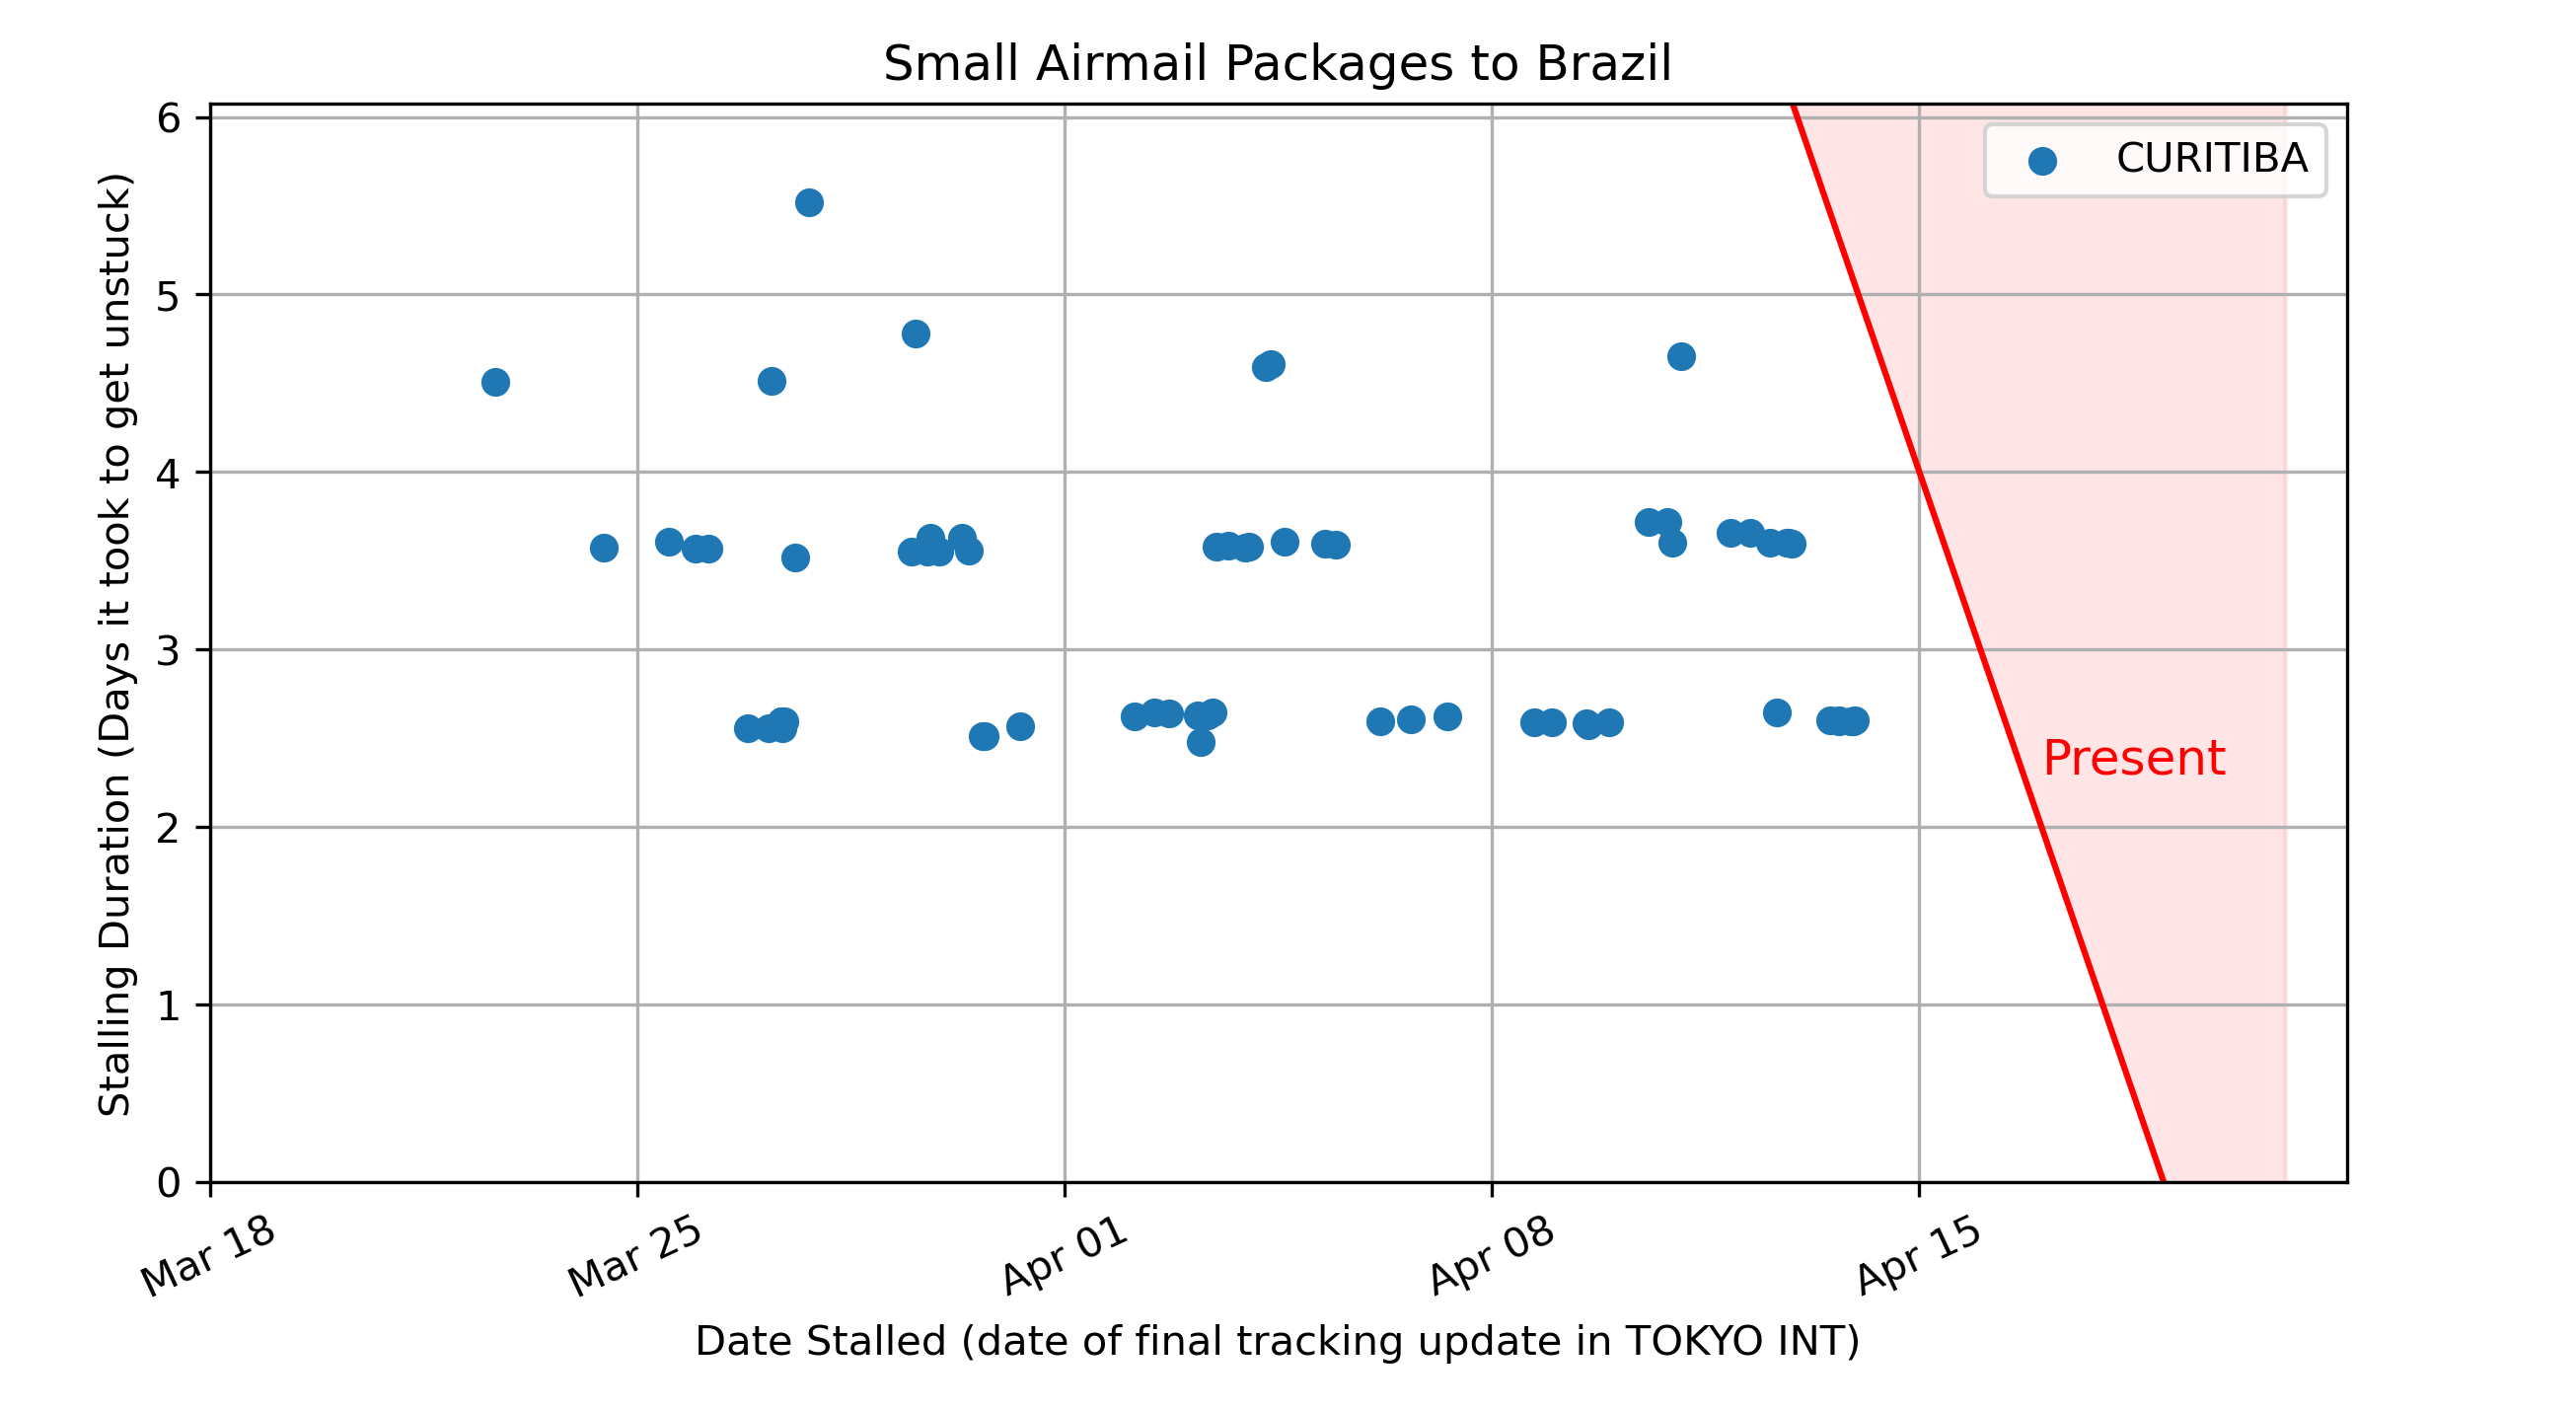 Small Airmail Packages to Brazil
Stalling Duration (Days it took to get unstuck)
6
5
4
3
2
1
0
CURITIBA
Present
Mar 18
Mar 25
Apr 01
Apr 08
Apr 15
Date Stalled (date of final tracking update in TOKYO INT)